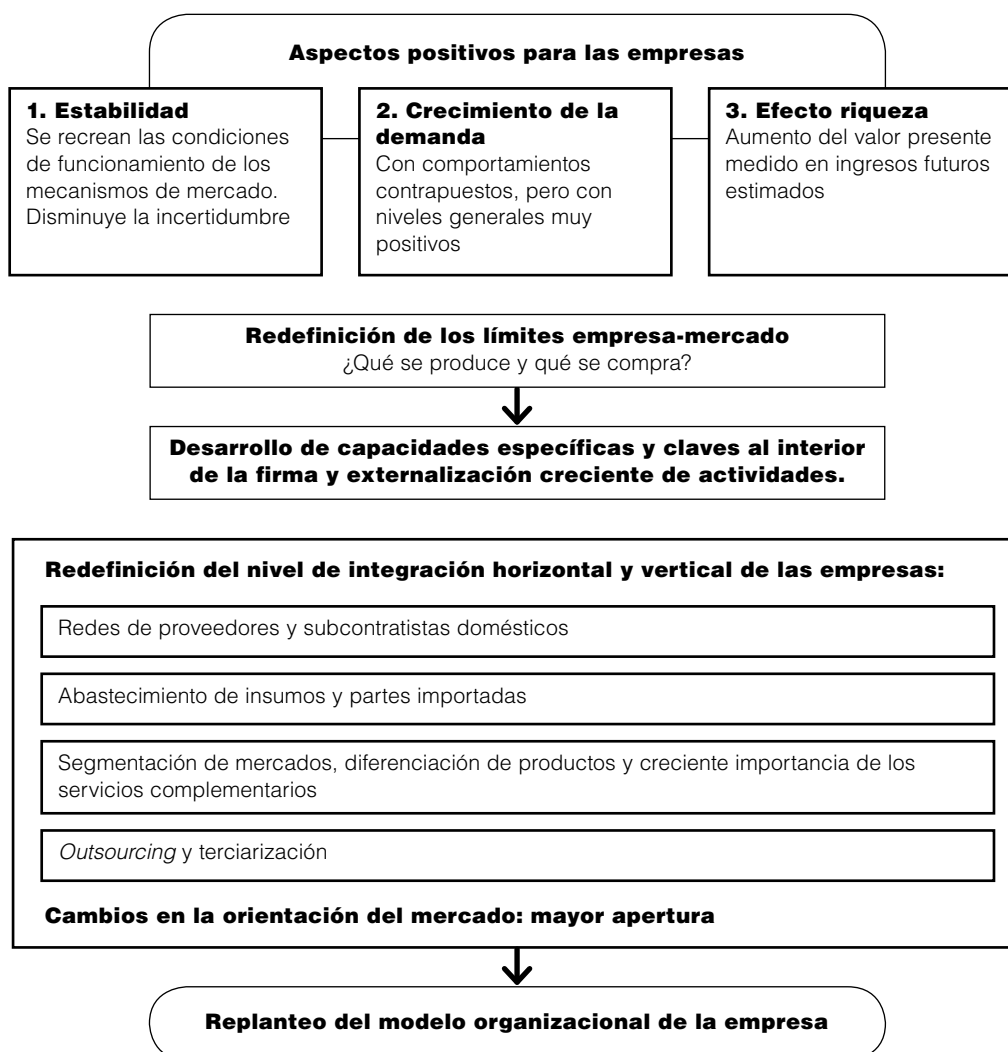 Aspectos positivos para las empresas
1. Estabilidad
Se recrean las condiciones
de funcionamiento de los
mecanismos de mercado.
Disminuye la incertidumbre
2. Crecimiento de la
demanda
Con comportamientos
contrapuestos, pero con
niveles generales muy
positivos
3. Efecto riqueza
Aumento del valor presente
medido en ingresos futuros
estimados
Redefinición de los límites empresa-mercado
¿Qué se produce y qué se compra?
Desarrollo de capacidades específicas y claves al interior
de la firma y externalización creciente de actividades.
Redefinición del nivel de integración horizontal y vertical de las empresas:
Redes de proveedores y subcontratistas domésticos
Abastecimiento de insumos y partes importadas
Segmentación de mercados, diferenciación de productos y creciente importancia de los
servicios complementarios
Outsourcing y terciarización
Cambios en la orientación del mercado: mayor apertura
Replanteo del modelo organizacional de la empresa